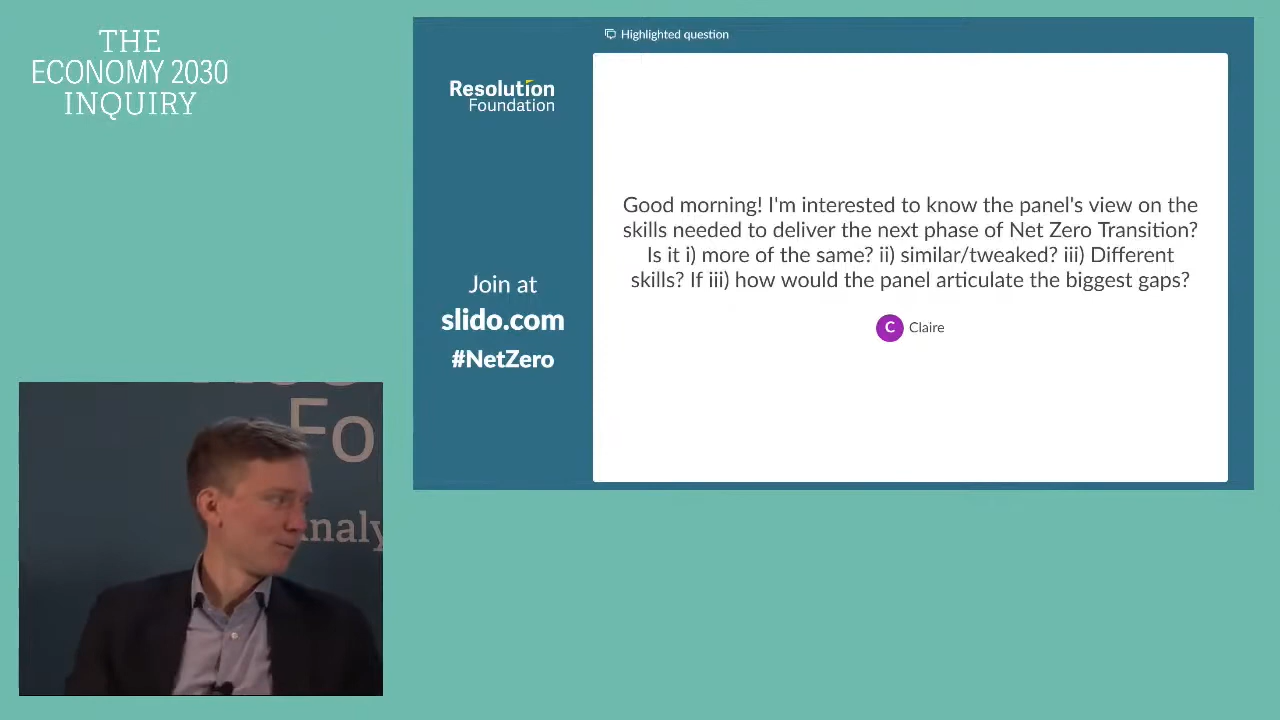 THE
ECONOMY 2030
INQUIRY
Highlighted question
Resolution
Foundation
Good morning! I'm interested to know the panel's view on the
skills needed to deliver the next phase of Net Zero Transition?
Is it i) more of the same? ii) similar/tweaked? iii) Different
skills? If iii) how would the panel articulate the biggest gaps?
C Claire
Join at
slido.com
#NetZero
Fo